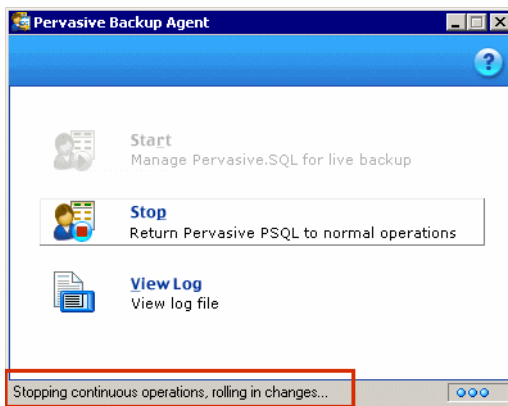 Pervasive Backup Agent
?
Start
Manage Pervasive.SQL for live backup
Stop
Return Pervasive PSQL to normal operations
View Log
View log file
Stopping continuous operations, rolling in changes...